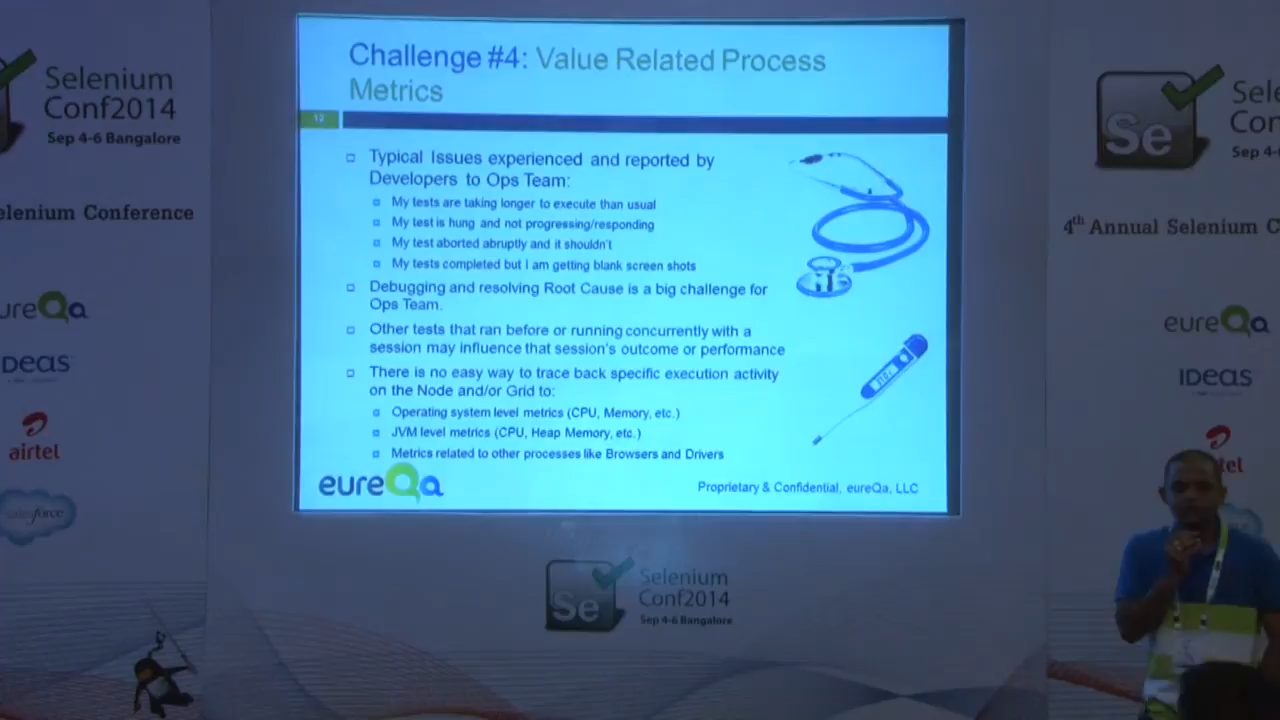 Challenge #4: Value Related Process
Metrics
12
Typical Issues experienced and reported by
Developers to Ops Team:
My tests are taking longer to execute than usual
My test is hung and not progressing/responding
My test aborted abruptly and it shouldn't
My tests completed but I am getting blank screen shots
Debugging and resolving Root Cause is a big challenge for
Ops Team.
Other tests that ran before or running concurrently with a
session may influence that session's outcome or performance
There is no easy way to trace back specific execution activity
on the Node and/or Grid to:
Operating system level metrics (CPU, Memory, etc.)
JVM level metrics (CPU, Heap Memory, etc.)
Metrics related to other processes like Browsers and Drivers
eureQa
Proprietary & Confidential, eureQa, LLC
Selenium
Conf2014
Sep 4-6 Bangalore
elenium Conference
ureQa
DeaS
airtel
salesforce
Se
Selenium
Conf2014
Sep 4-6 Bangalore
Se
Sele
Con
Sep 4-
4th Annual Selenium C
eureQa
IDeaS
tel